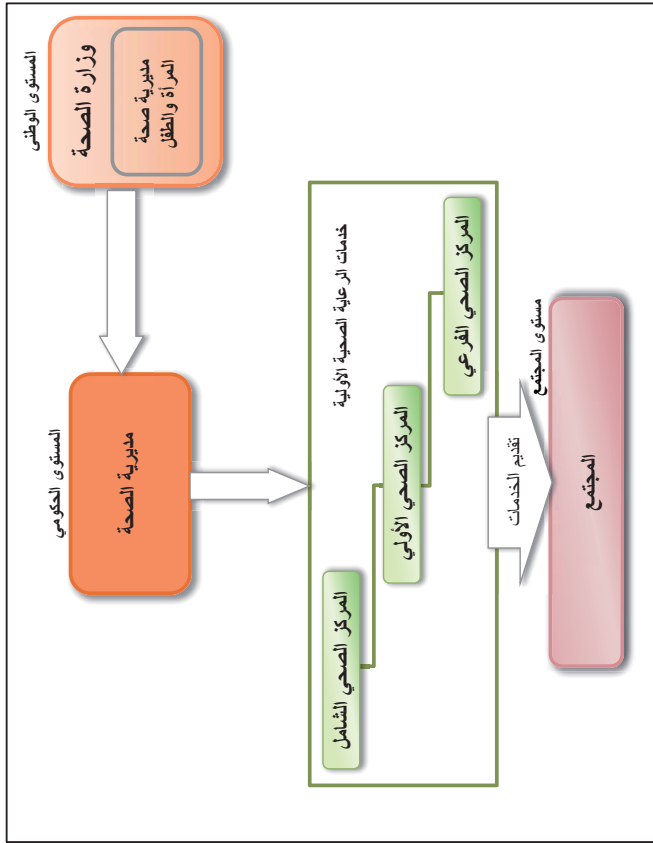 المستوى الوطنى
وزارة الصحة
مديرية صحة
المرأة والطفل
المستوى الحكومي
مديرية الصحة
خدمات الرعاية الصحية الأولية
المركز الصحي الشامل
المركز الصحي الأولي
المركز الصحي الفرعي
تقديم الخدمات
مستوى المجتمع
المجتمع